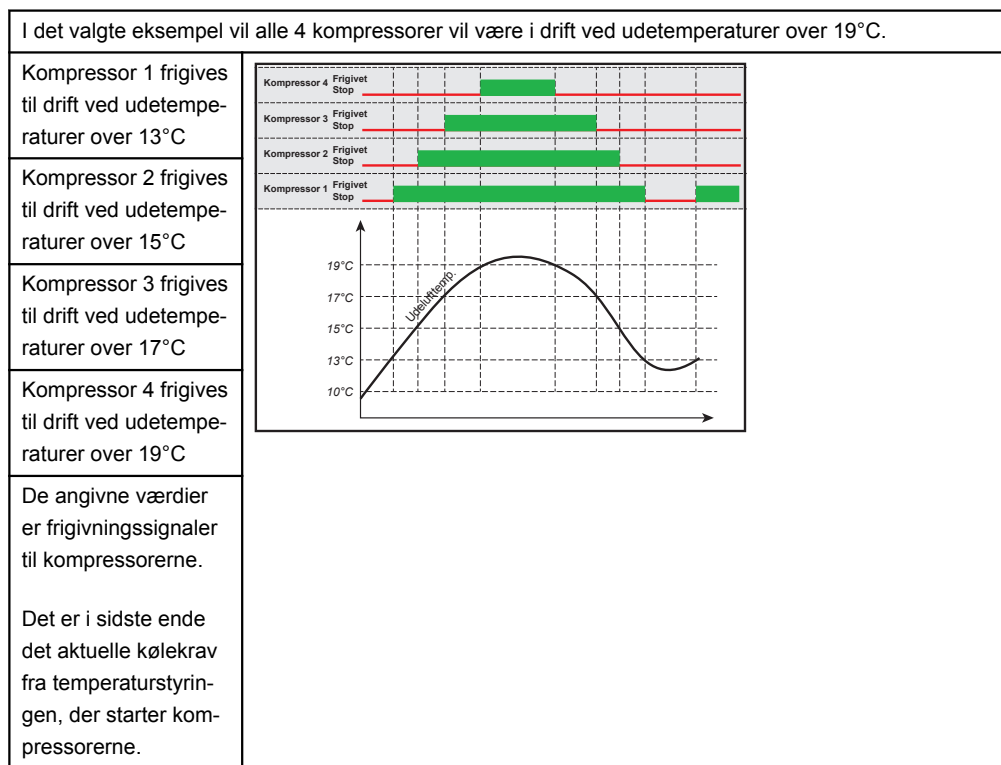 I det valgte eksempel vil alle 4 kompressorer vil være i drift ved udetemperaturer over 19°C.
Kompressor 1 frigives
til drift ved udetempe-
raturer over 13°C
Kompressor 2 frigives
til drift ved udetempe-
raturer over 15°C
Kompressor 3 frigives
til drift ved udetempe-
raturer over 17°C
Kompressor 4 frigives
til drift ved udetempe-
raturer over 19°C
De angivne værdier
er frigivningssignaler
til kompressorerne.
Det er i sidste ende
det aktuelle kølekrav
fra temperaturstyrin-
gen, der starter kom-
pressorerne.
Kompressor 4 Frigivet
Stop
Kompressor 3 Frigivet
Stop
Kompressor 2 Frigivet
Stop
Kompressor 1 Frigivet
Stop
19°C
17°C
15°C
13°C
10°C
Udelufttemp.